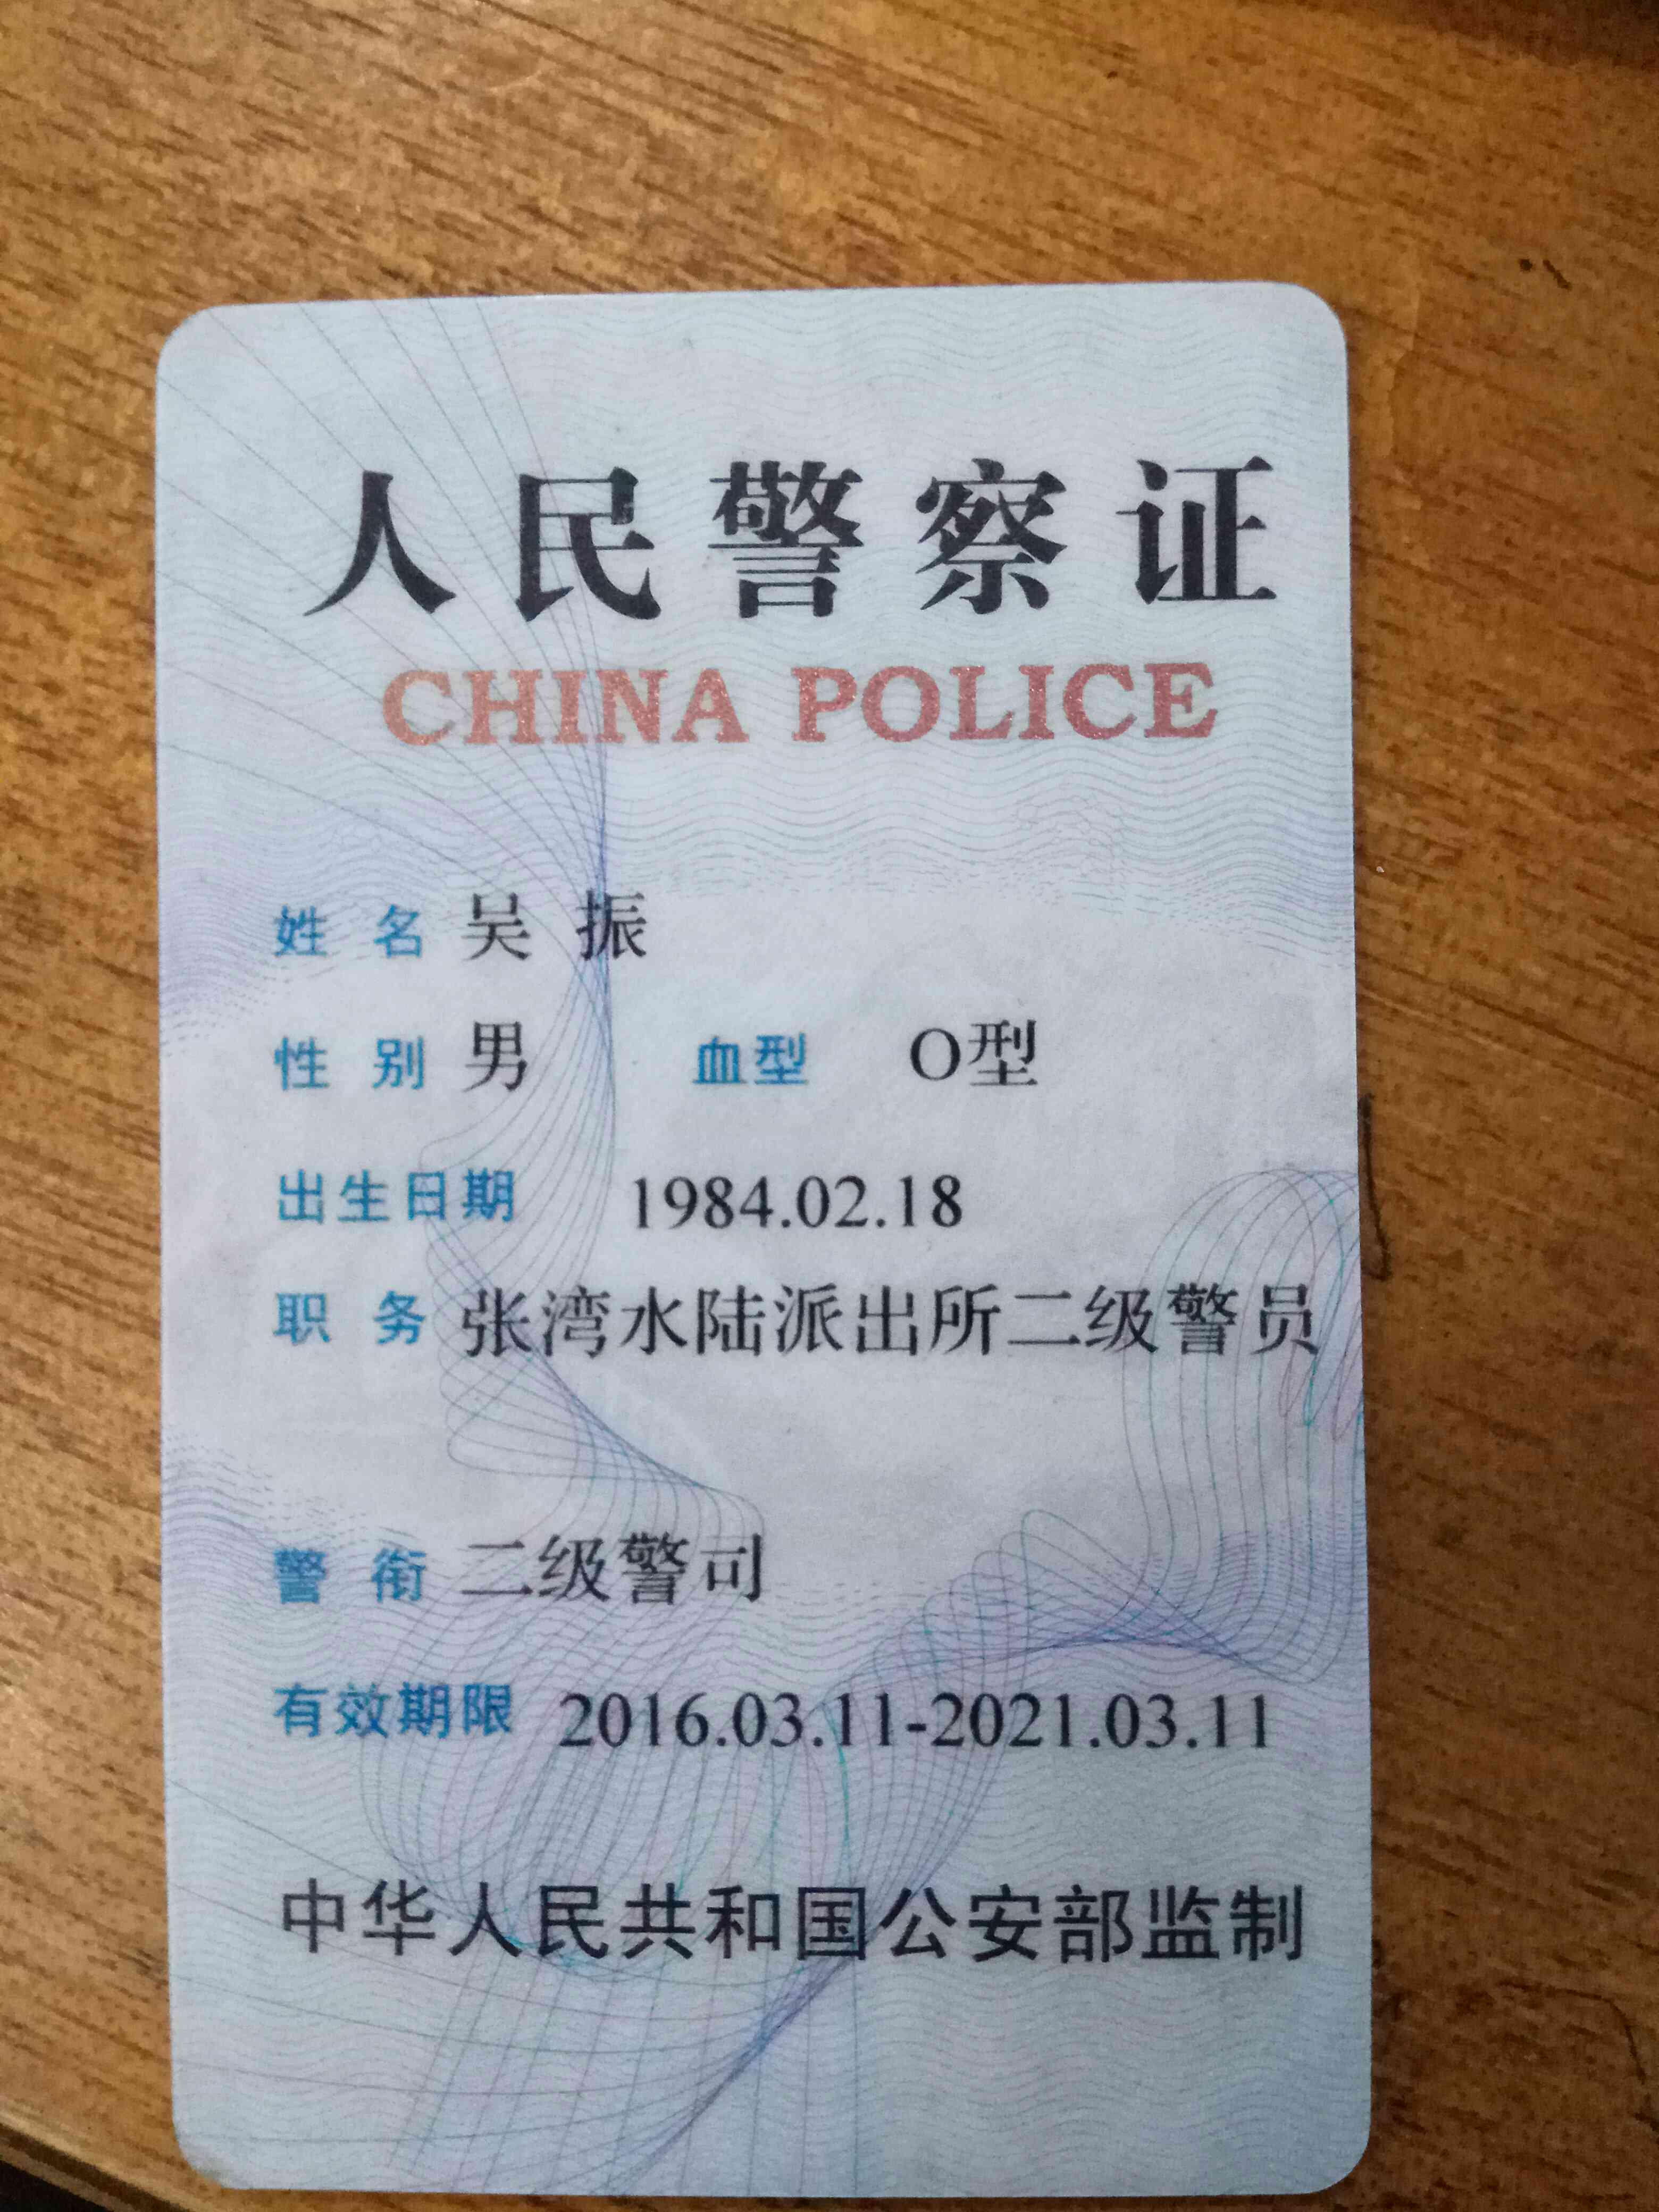 人民警察证
CHINA POLICE
姓 名 吴 振
性 别 男 血型 O型
出生日期 1984.02.18
职 务 张湾水陆派出所二级警员
警 衔 二级警司
有效期限 2016.03.11-2021.03.11
中华人民共和国公安部监制